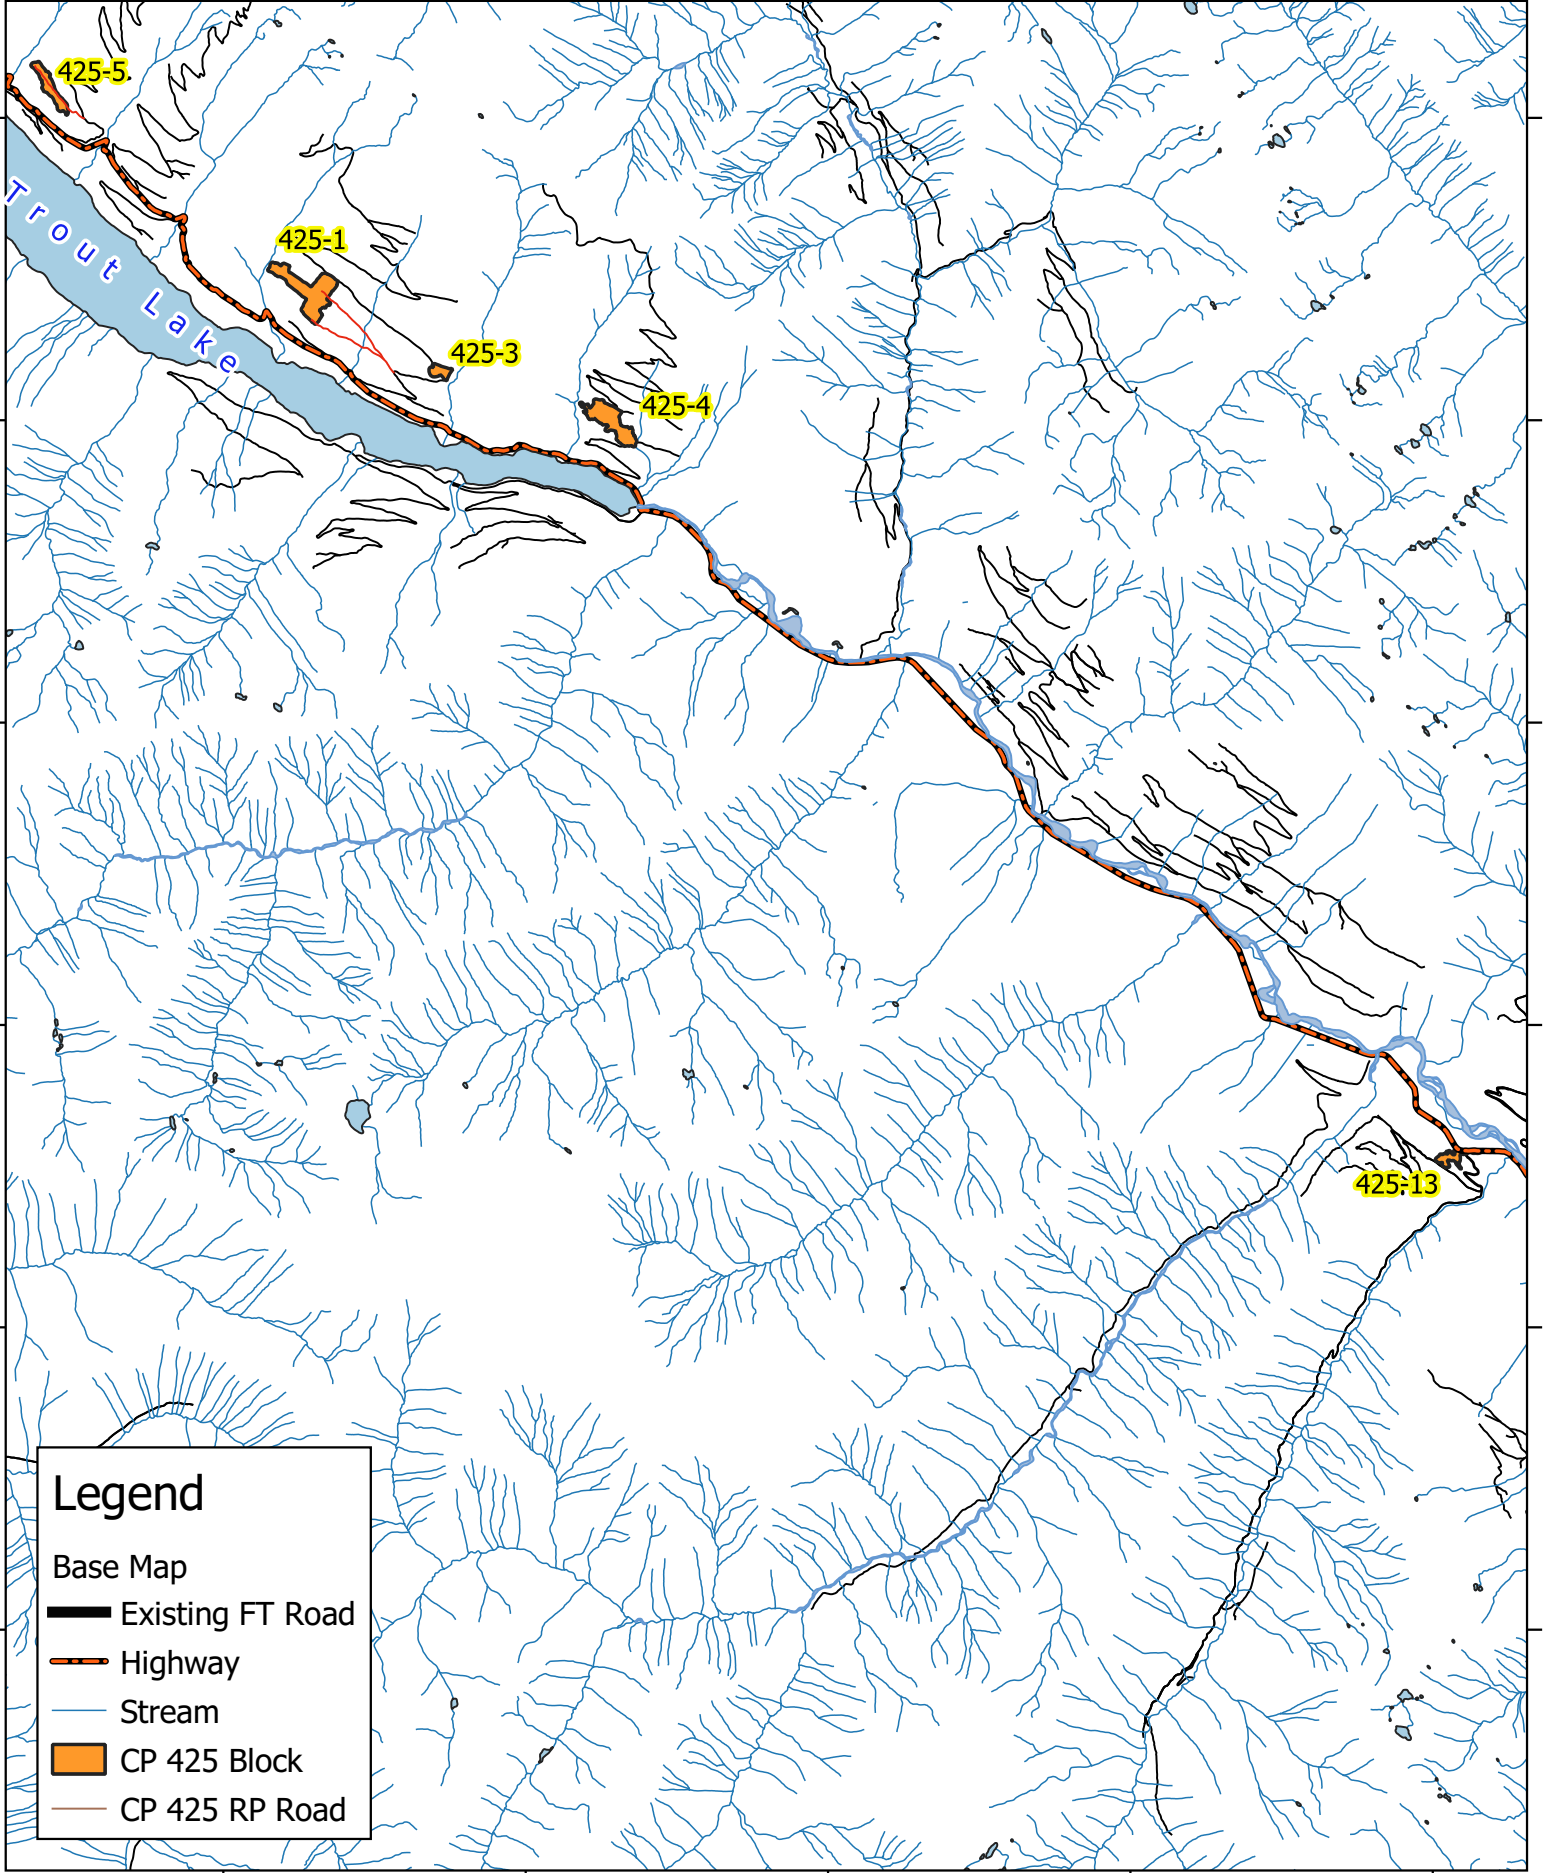 425-5
Trout Lake
425-1
425-3
425-4
425-13
Legend
Base Map
Existing FT Road
Highway
Stream
CP 425 Block
CP 425 RP Road